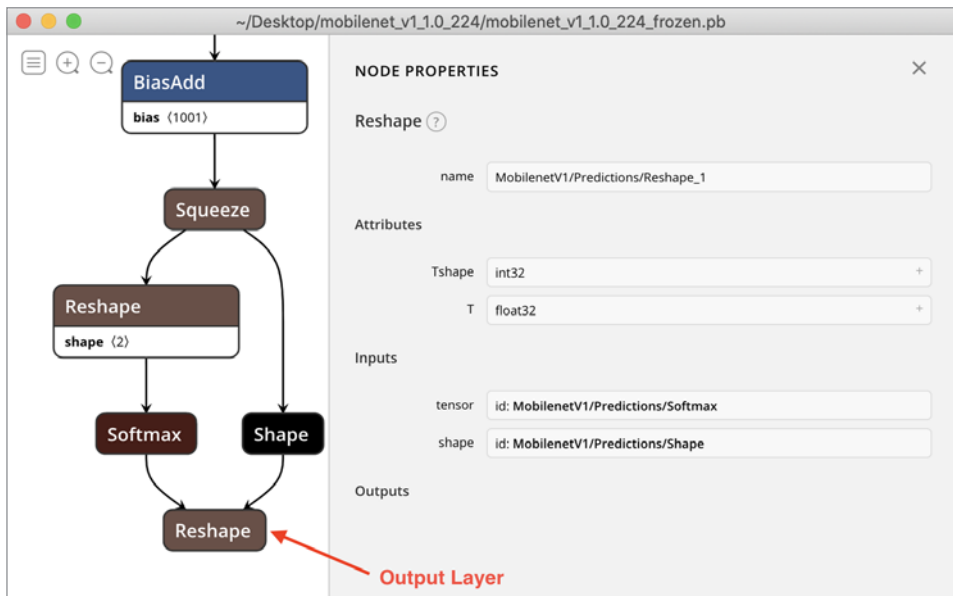 ~/Desktop/mobilenet_v1_1.0_224/mobilenet_v1_1.0_224_frozen.pb
BiasAdd
bias ⟨1001⟩
Squeeze
Reshape
shape ⟨2⟩
Softmax
Shape
Reshape
Output Layer
NODE PROPERTIES
Reshape ?
name MobilenetV1/Predictions/Reshape_1
Attributes
Tshape int32 +
T float32 +
Inputs
tensor id: MobilenetV1/Predictions/Softmax
shape id: MobilenetV1/Predictions/Shape
Outputs